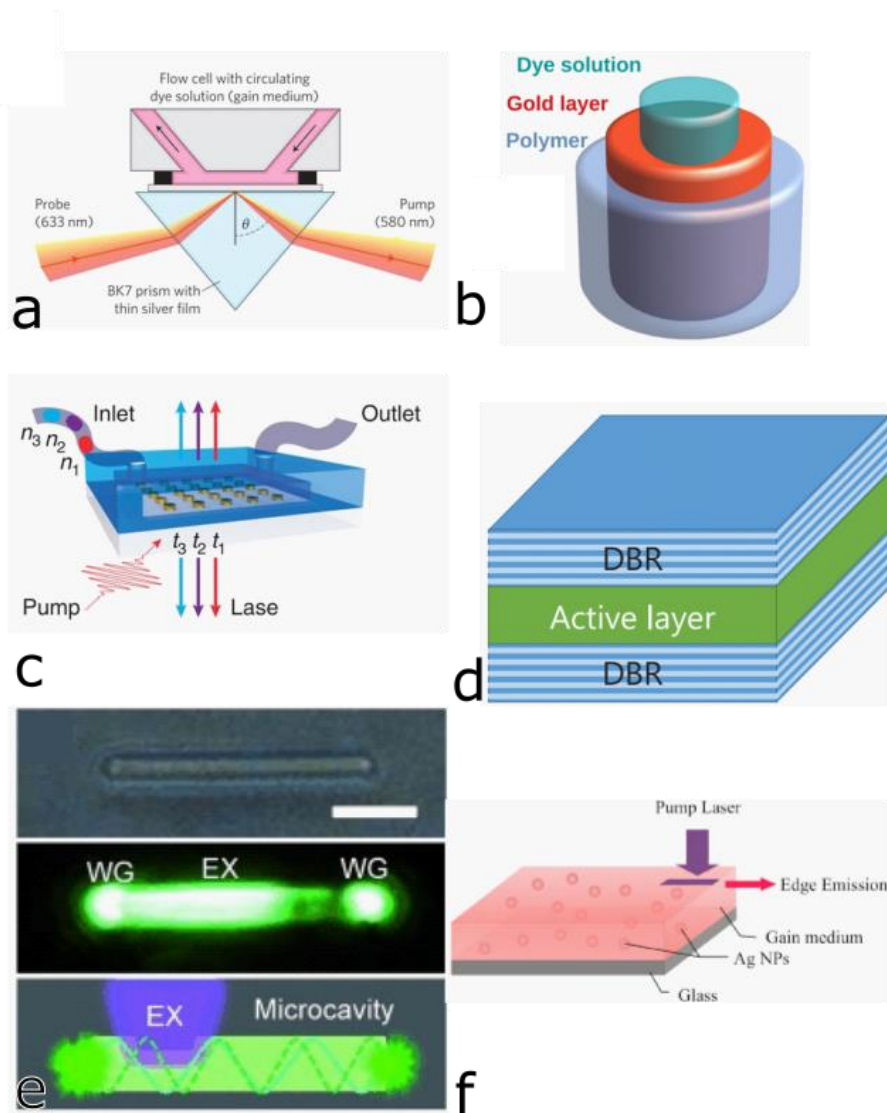 Flow cell with circulating
dye solution (gain medium)
Probe
(633 nm)
Pump
(580 nm)
θ
BK7 prism with
thin silver film
a
Dye solution
Gold layer
Polymer
b
Inlet
Outlet
n3 n2
n1
t3 t2 t1
Pump
Lase
c
DBR
Active layer
DBR
d
WG EX WG
EX Microcavity
e
Pump Laser
Edge Emission
Gain medium
Ag NPs
Glass
f